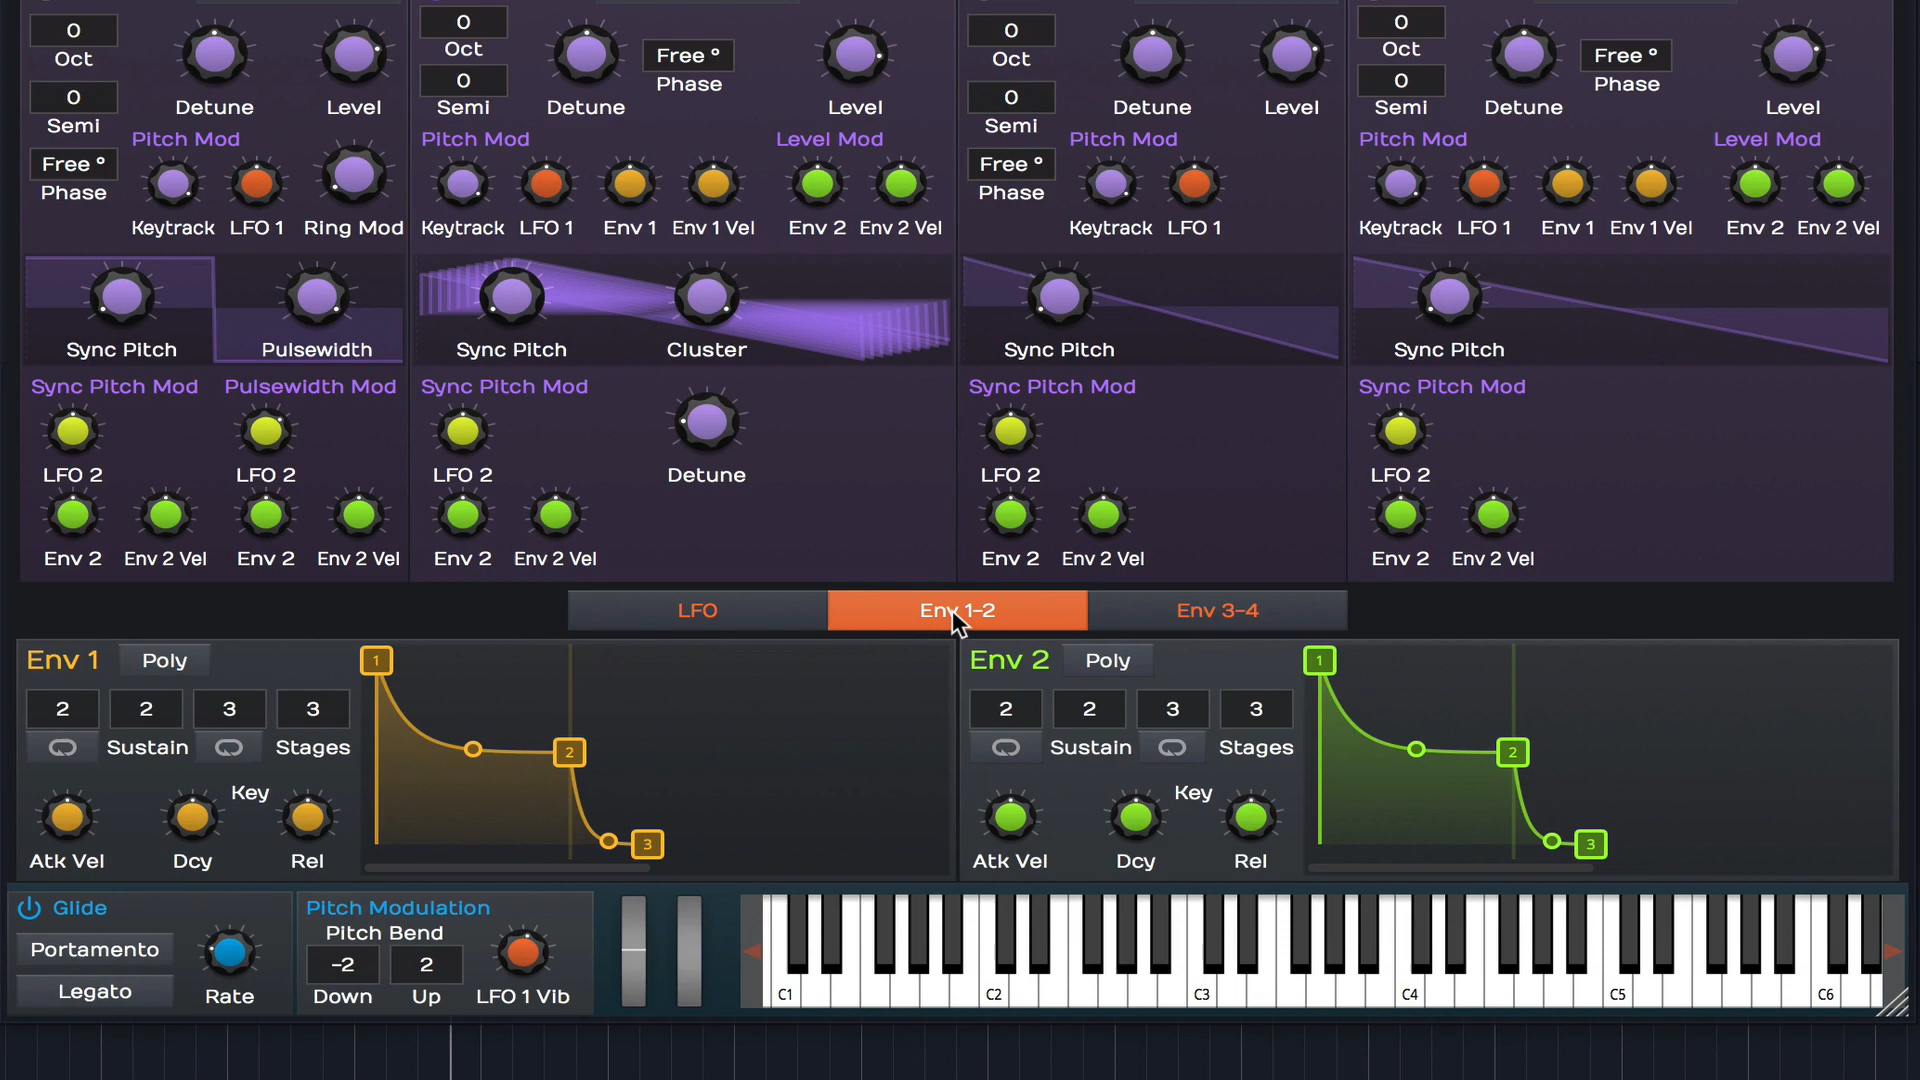 0
Oct
0
Semi
Free °
Phase
Detune
Level
Pitch Mod
Keytrack
LFO 1
Ring Mod
Sync Pitch
Pulsewidth
Sync Pitch Mod
Pulsewidth Mod
LFO 2
LFO 2
Env 2
Env 2 Vel
Env 2
Env 2 Vel
0
Oct
0
Semi
Detune
Free °
Phase
Level
Pitch Mod
Level Mod
Keytrack
LFO 1
Env 1
Env 1 Vel
Env 2
Env 2 Vel
Sync Pitch
Cluster
Sync Pitch Mod
LFO 2
Detune
Env 2
Env 2 Vel
0
Oct
0
Semi
Free °
Phase
Detune
Level
Pitch Mod
Keytrack
LFO 1
Sync Pitch
Sync Pitch Mod
LFO 2
Env 2
Env 2 Vel
0
Oct
0
Semi
Detune
Free °
Phase
Level
Pitch Mod
Level Mod
Keytrack
LFO 1
Env 1
Env 1 Vel
Env 2
Env 2 Vel
Sync Pitch
Sync Pitch Mod
LFO 2
Env 2
Env 2 Vel
LFO
Env 1-2
Env 3-4
Env 1
Poly
2
2
3
3
Sustain
Stages
Key
Atk Vel
Dcy
Rel
1
2
3
Env 2
Poly
2
2
3
3
Sustain
Stages
Key
Atk Vel
Dcy
Rel
1
2
3
Glide
Portamento
Legato
Rate
Pitch Modulation
Pitch Bend
-2
2
Down
Up
LFO 1 Vib
C1
C2
C3
C4
C5
C6